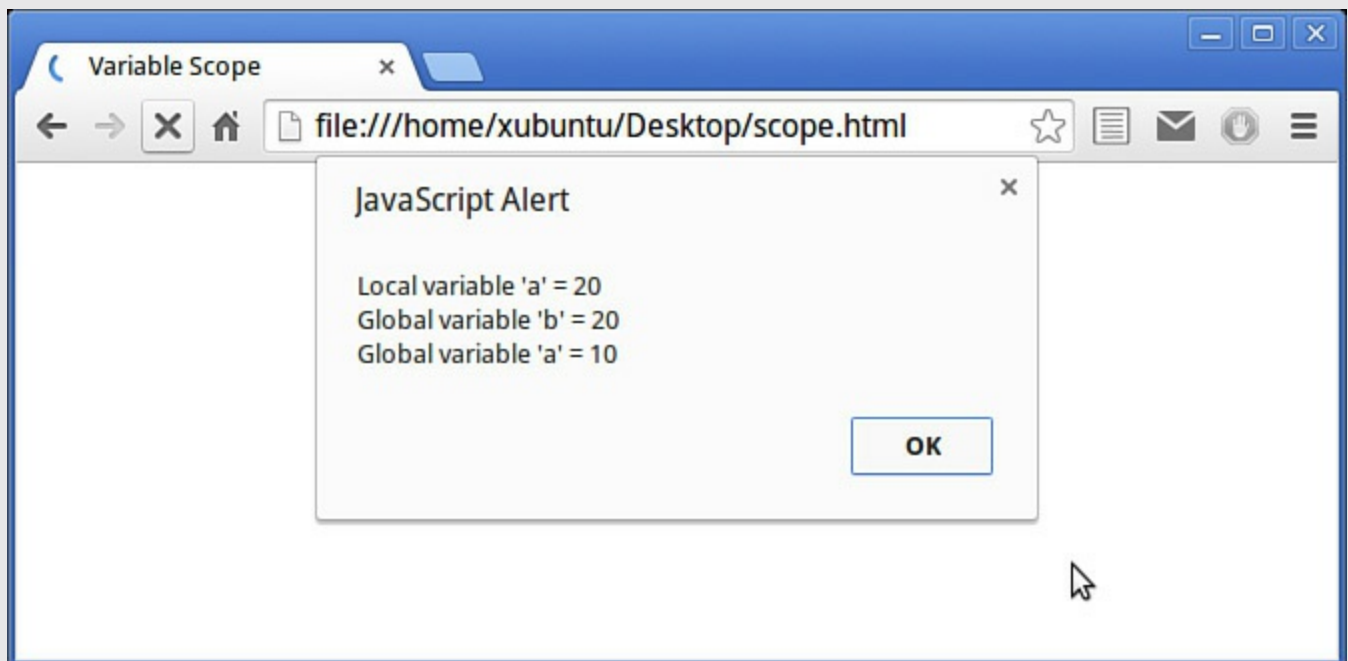 Variable Scope
file:///home/xubuntu/Desktop/scope.html
JavaScript Alert
Local variable 'a' = 20
Global variable 'b' = 20
Global variable 'a' = 10
OK